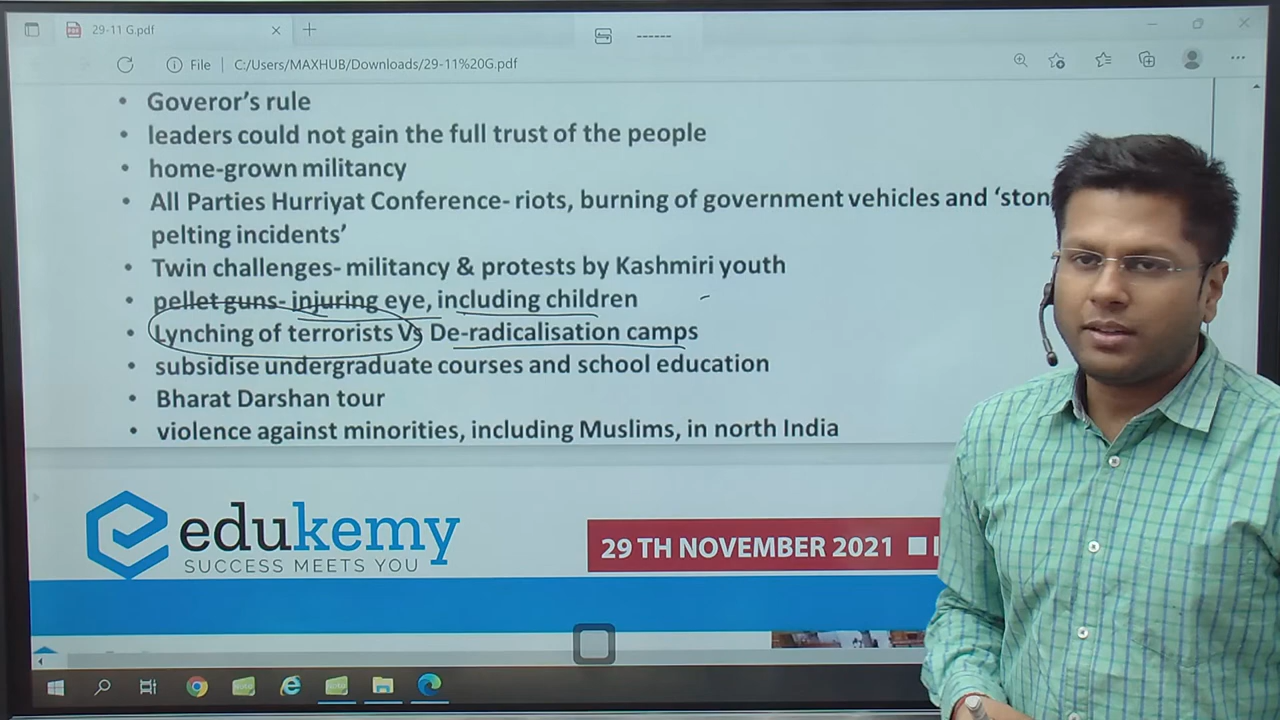 29-11 G.pdf
File C:/Users/MAXHUB/Downloads/29-11%20G.pdf
• Goveror's rule
• leaders could not gain the full trust of the people
• home-grown militancy
• All Parties Hurriyat Conference- riots, burning of government vehicles and 'ston
pelting incidents'
• Twin challenges- militancy & protests by Kashmiri youth
• pellet guns- injuring eye, including children
• Lynching of terrorists Vs De-radicalisation camps
• subsidise undergraduate courses and school education
• Bharat Darshan tour
• violence against minorities, including Muslims, in north India
edukemy
SUCCESS MEETS YOU
29 TH NOVEMBER 2021